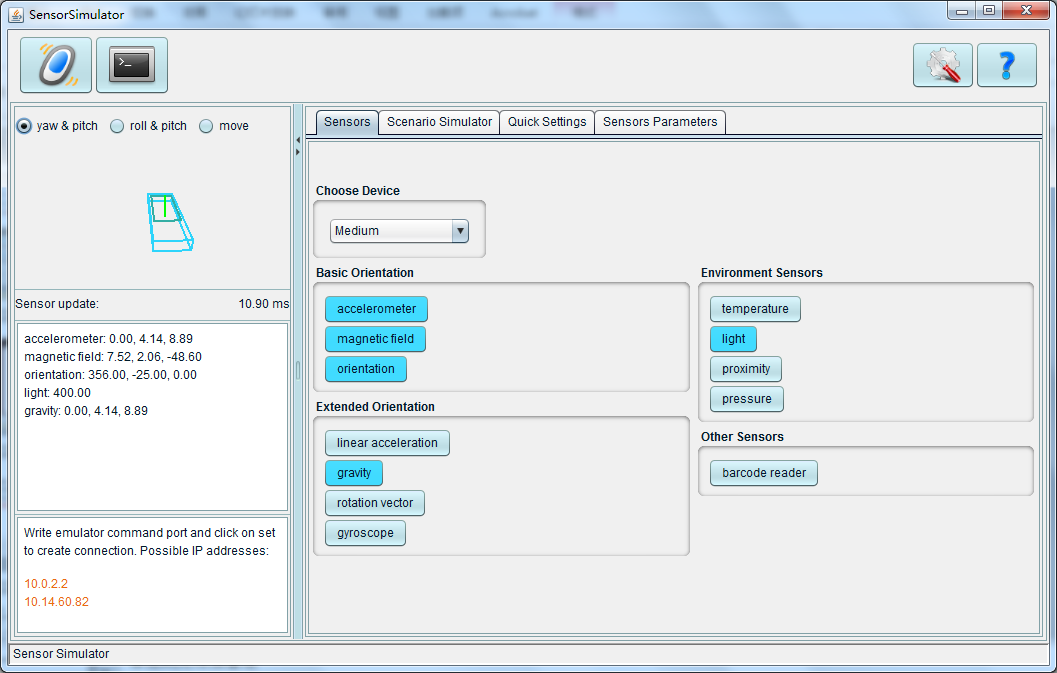 SensorSimulator
yaw & pitch
roll & pitch
move
Sensor update:
10.90 ms
accelerometer: 0.00, 4.14, 8.89
magnetic field: 7.52, 2.06, -48.60
orientation: 356.00, -25.00, 0.00
light: 400.00
gravity: 0.00, 4.14, 8.89
Write emulator command port and click on set
to create connection. Possible IP addresses:
10.0.2.2
10.14.60.82
Sensors
Scenario Simulator
Quick Settings
Sensors Parameters
Choose Device
Medium
Basic Orientation
accelerometer
magnetic field
orientation
Extended Orientation
linear acceleration
gravity
rotation vector
gyroscope
Environment Sensors
temperature
light
proximity
pressure
Other Sensors
barcode reader
Sensor Simulator